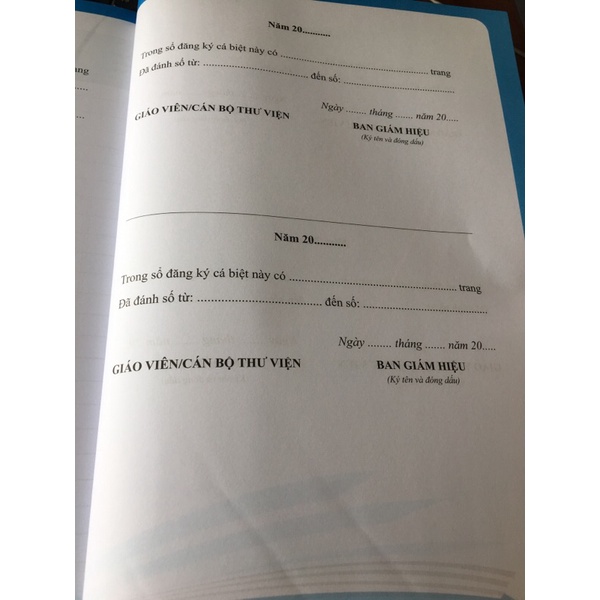 Năm 20...........
Trong sổ đăng ký cá biệt này có ........................................................ trang
Đã đánh số từ: ........................................ đến số: ........................................
Ngày ........ tháng ....... năm 20.....
GIÁO VIÊN/CÁN BỘ THƯ VIỆN
BAN GIÁM HIỆU
(Ký tên và đóng dấu)
Năm 20...........
Trong sổ đăng ký cá biệt này có ........................................................ trang
Đã đánh số từ: ........................................ đến số: ........................................
Ngày ........ tháng ....... năm 20.....
GIÁO VIÊN/CÁN BỘ THƯ VIỆN
BAN GIÁM HIỆU
(Ký tên và đóng dấu)